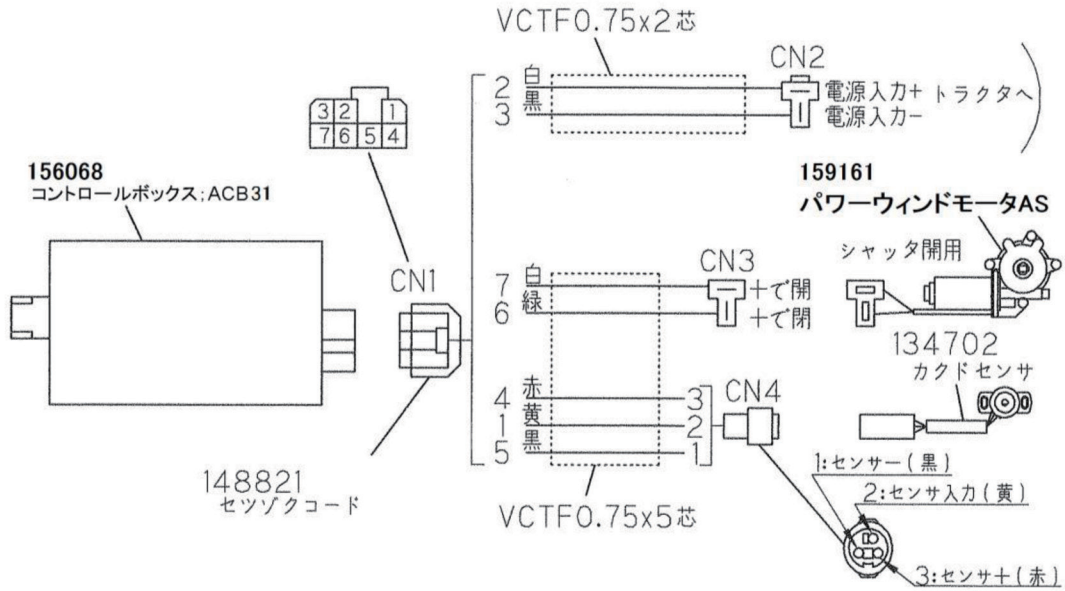 VCTF0.75x2芯
CN2
2 白
3 黒
電源入力+
電源入力-
トラクタへ
3 2 1
7 6 5 4
156068
コントロールボックス;ACB31
159161
パワーウィンドモータAS
CN1
7 白
6 緑
CN3
+で開
+で閉
シャッタ開用
134702
カクドセンサ
4 赤 3
1 黄 2
5 黒 1
CN4
148821
セツゾクコード
VCTF0.75x5芯
1:センサー(黒)
2:センサ入力(黄)
3:センサ+(赤)